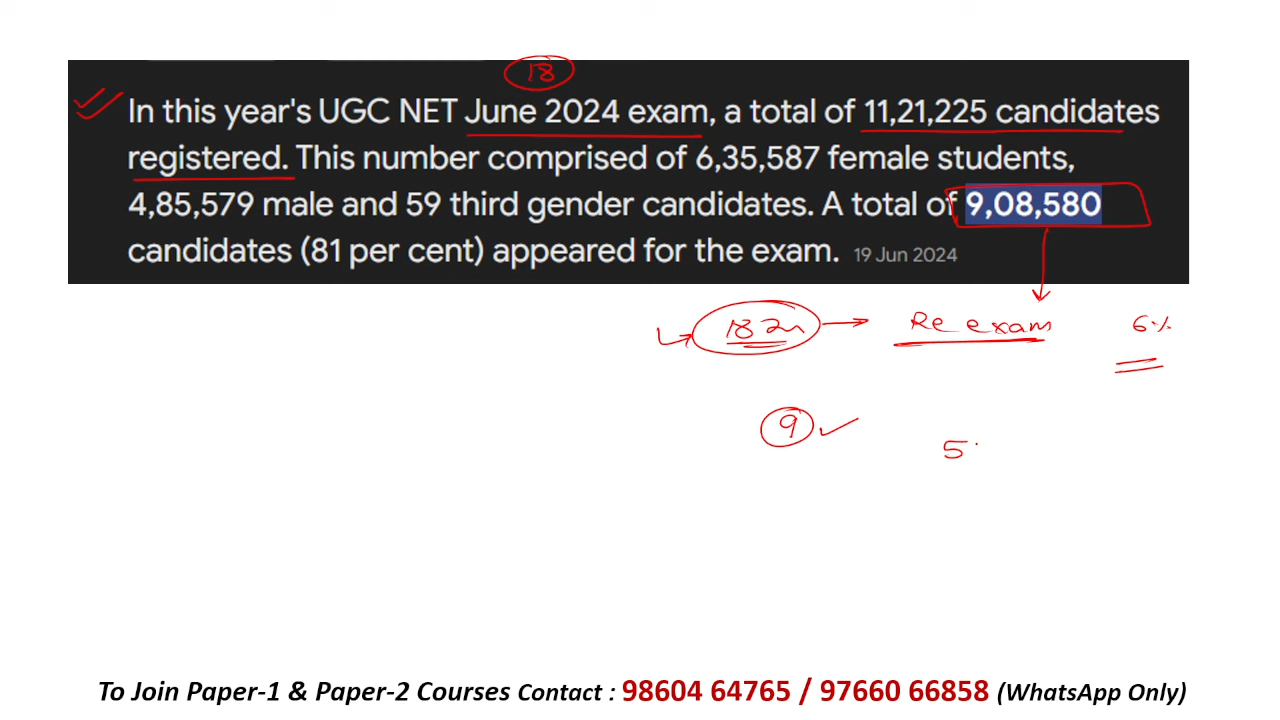 18
In this year's UGC NET June 2024 exam, a total of 11,21,225 candidates
registered. This number comprised of 6,35,587 female students,
4,85,579 male and 59 third gender candidates. A total of 9,08,580
candidates (81 per cent) appeared for the exam. 19 Jun 2024
Re exam 6%
9
5
To Join Paper-1 & Paper-2 Courses Contact : 98604 64765 / 97660 66858 (WhatsApp Only)